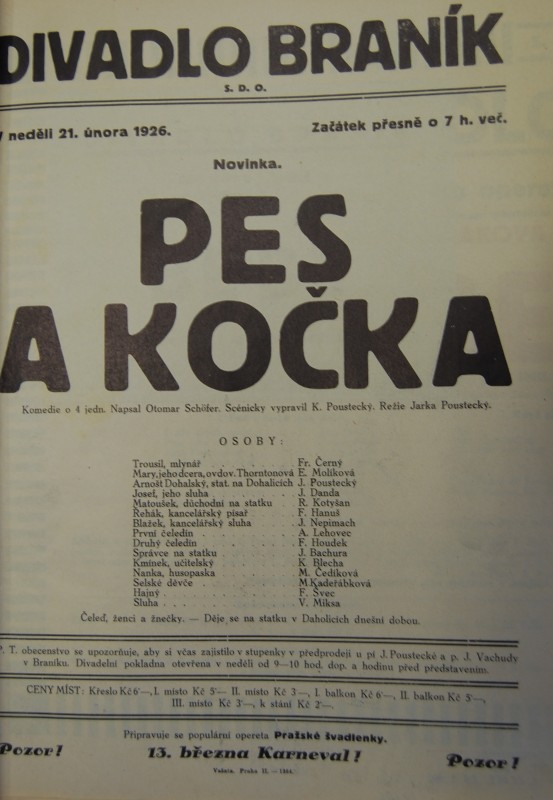 DIVADLO BRANÍK
S. D. O.
V neděli 21. února 1926.
Začátek přesně o 7 h. več.
Novinka.
PES
A KOČKA
Komedie o 4 jedn. Napsal Otomar Schöfer. Scénicky vypravil K. Poustecký. Režie Jarka Poustecký.
OSOBY:
Trousil, mlynář . . . . . . . . . Fr. Černý
Mary, jeho dcera, ovdov. Thorntonová E. Molíková
Arnošt Dohalský, stat. na Dohalicích J. Poustecký
Josef, jeho sluha . . . . . . . . J. Danda
Matoušek, důchodní na statku . . R. Kotyšan
Řehák, kancelářský písař . . . . F. Hanuš
Blažek, kancelářský sluha . . . J. Nepimach
První čeledín . . . . . . . . . A. Lehovec
Druhý čeledín . . . . . . . . . F. Houdek
Správce na statku . . . . . . . J. Bachura
Kmínek, učitelský . . . . . . . K. Blecha
Nanka, husopaska . . . . . . . M. Čedíková
Selské děvče . . . . . . . . . M. Kadeřábková
Hajný . . . . . . . . . . . . F. Švec
Sluha . . . . . . . . . . . . V. Miksa
Čeleď, ženci a žnečky. — Děje se na statku v Daholicích dnešní dobou.
P. T. obecenstvo se upozorňuje, aby si včas zajistilo vstupenky v předprodeji u pí J. Poustecké a p. J. Vachudy
v Braníku. Divadelní pokladna otevřena v neděli od 9—10 hod. dop. a hodinu před představením.
CENY MÍST: Křeslo Kč 6·—, I. místo Kč 5·— II. místo Kč 3·—, I. balkon Kč 6·—, II. balkon Kč 5·—,
III. místo Kč 3·—, k stání Kč 2·—.
Připravuje se populární opereta Pražské švadlenky.
Pozor! 13. března Karneval! Pozor!
Praha II. —